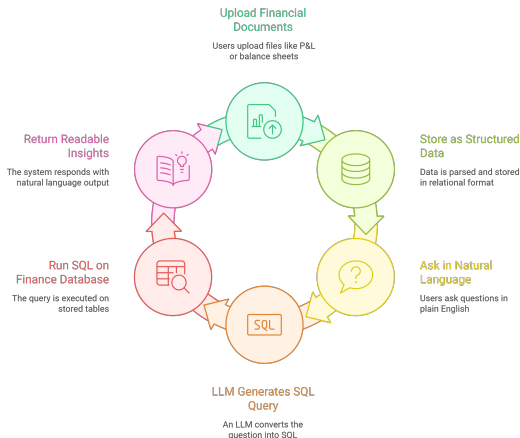 Upload Financial
Documents
Users upload files like P&L
or balance sheets
Store as Structured
Data
Data is parsed and stored
in relational format
Ask in Natural
Language
Users ask questions in
plain English
SQL
LLM Generates SQL
Query
An LLM converts the
question into SQL
Run SQL on
Finance Database
The query is executed on
stored tables
Return Readable
Insights
The system responds with
natural language output